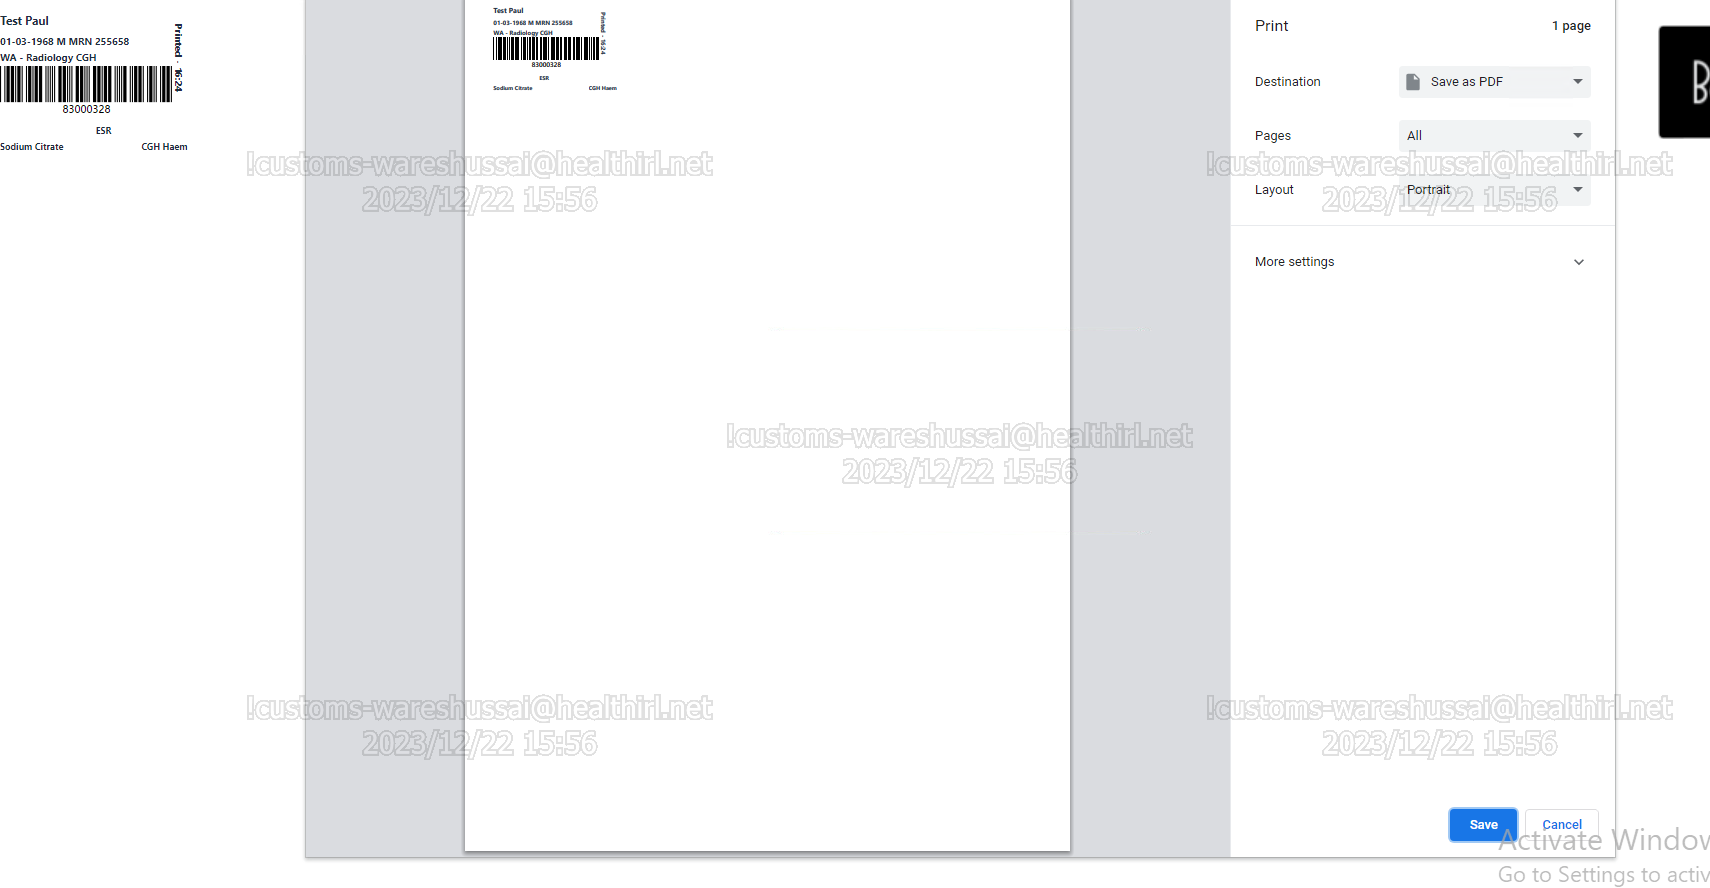 Test Paul
01-03-1968 M MRN 255658
WA - Radiology CGH
Printed - 16:24
83000328
ESR
Sodium Citrate CGH Haem
Test Paul
01-03-1968 M MRN 255658
WA - Radiology CGH
Printed - 16:24
83000328
ESR
Sodium Citrate CGH Haem
Print 1 page
Destination Save as PDF
Pages All
Layout Portrait
More settings
Save Cancel
!customs-wareshussai@healthirl.net
2023/12/22 15:56
!customs-wareshussai@healthirl.net
2023/12/22 15:56
!customs-wareshussai@healthirl.net
2023/12/22 15:56
!customs-wareshussai@healthirl.net
2023/12/22 15:56
!customs-wareshussai@healthirl.net
2023/12/22 15:56
Activate Window
Go to Settings to activ